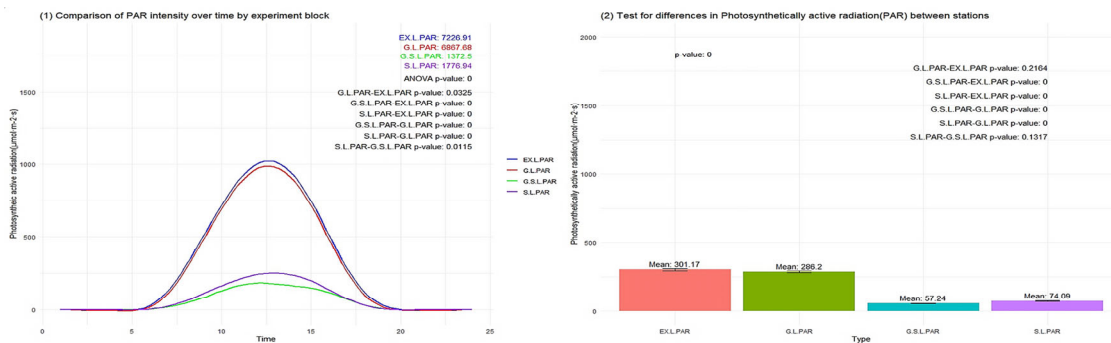 (1) Comparison of PAR intensity over time by experiment block
EX.L.PAR: 7226.91
G.L.PAR: 6867.68
G.S.L.PAR: 1372.5
S.L.PAR: 1776.94
ANOVA p-value: 0
G.L.PAR-EX.L.PAR p-value: 0.0325
G.S.L.PAR-EX.L.PAR p-value: 0
S.L.PAR-EX.L.PAR p-value: 0
G.S.L.PAR-G.L.PAR p-value: 0
S.L.PAR-G.L.PAR p-value: 0
S.L.PAR-G.S.L.PAR p-value: 0.0115
Photosyntheic active radiation(μmol·m-2·s)
1500
1000
500
0
0 5 10 15 20 25
Time
EX.L.PAR
G.L.PAR
G.S.L.PAR
S.L.PAR
(2) Test for differences in Photosynthetically active radiation(PAR) between stations
p-value: 0
G.L.PAR-EX.L.PAR p-value: 0.2164
G.S.L.PAR-EX.L.PAR p-value: 0
S.L.PAR-EX.L.PAR p-value: 0
G.S.L.PAR-G.L.PAR p-value: 0
S.L.PAR-G.L.PAR p-value: 0
S.L.PAR-G.S.L.PAR p-value: 0.1317
Photosynthetically active radiation(μmol·m-2·s)
2000
1500
1000
500
0
Mean: 301.17
Mean: 286.2
Mean: 57.24
Mean: 74.09
EX.L.PAR G.L.PAR G.S.L.PAR S.L.PAR
Type